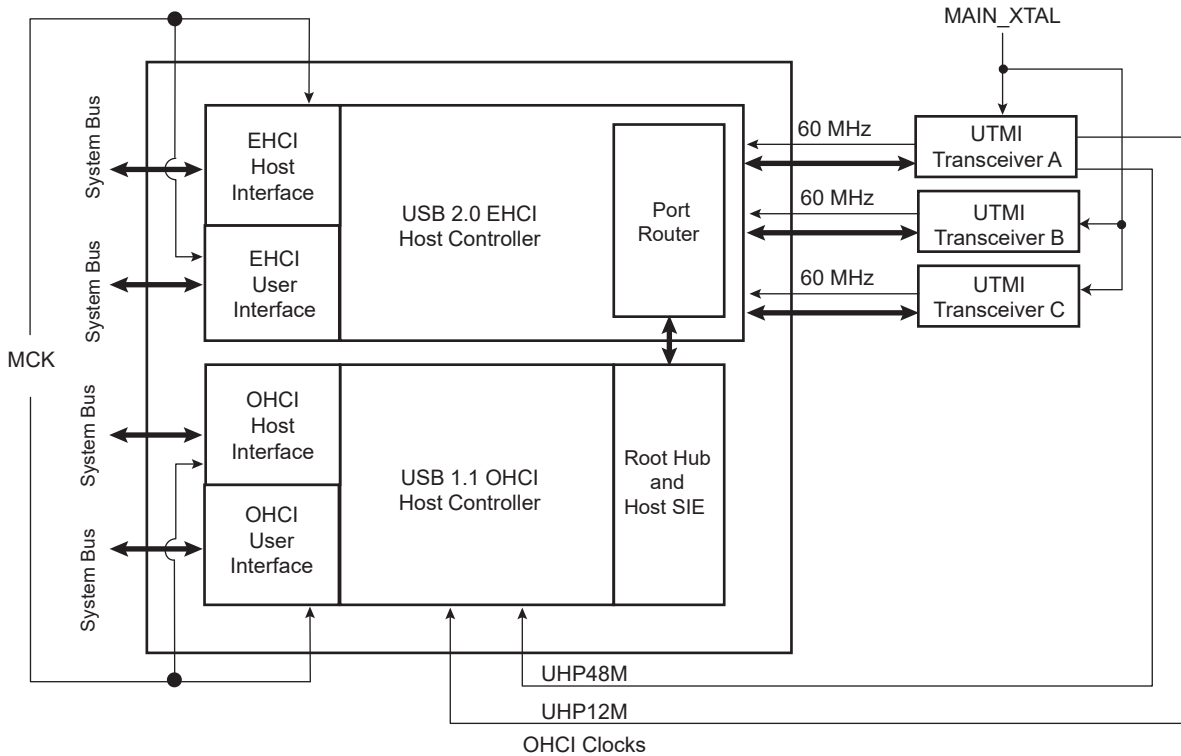 MAIN_XTAL
System Bus
EHCI
Host
Interface
USB 2.0 EHCI
Host Controller
Port
Router
60 MHz
UTMI
Transceiver A
60 MHz
UTMI
Transceiver B
System Bus
EHCI
User
Interface
60 MHz
UTMI
Transceiver C
MCK
System Bus
OHCI
Host
Interface
USB 1.1 OHCI
Host Controller
Root Hub
and
Host SIE
System Bus
OHCI
User
Interface
UHP48M
UHP12M
OHCI Clocks